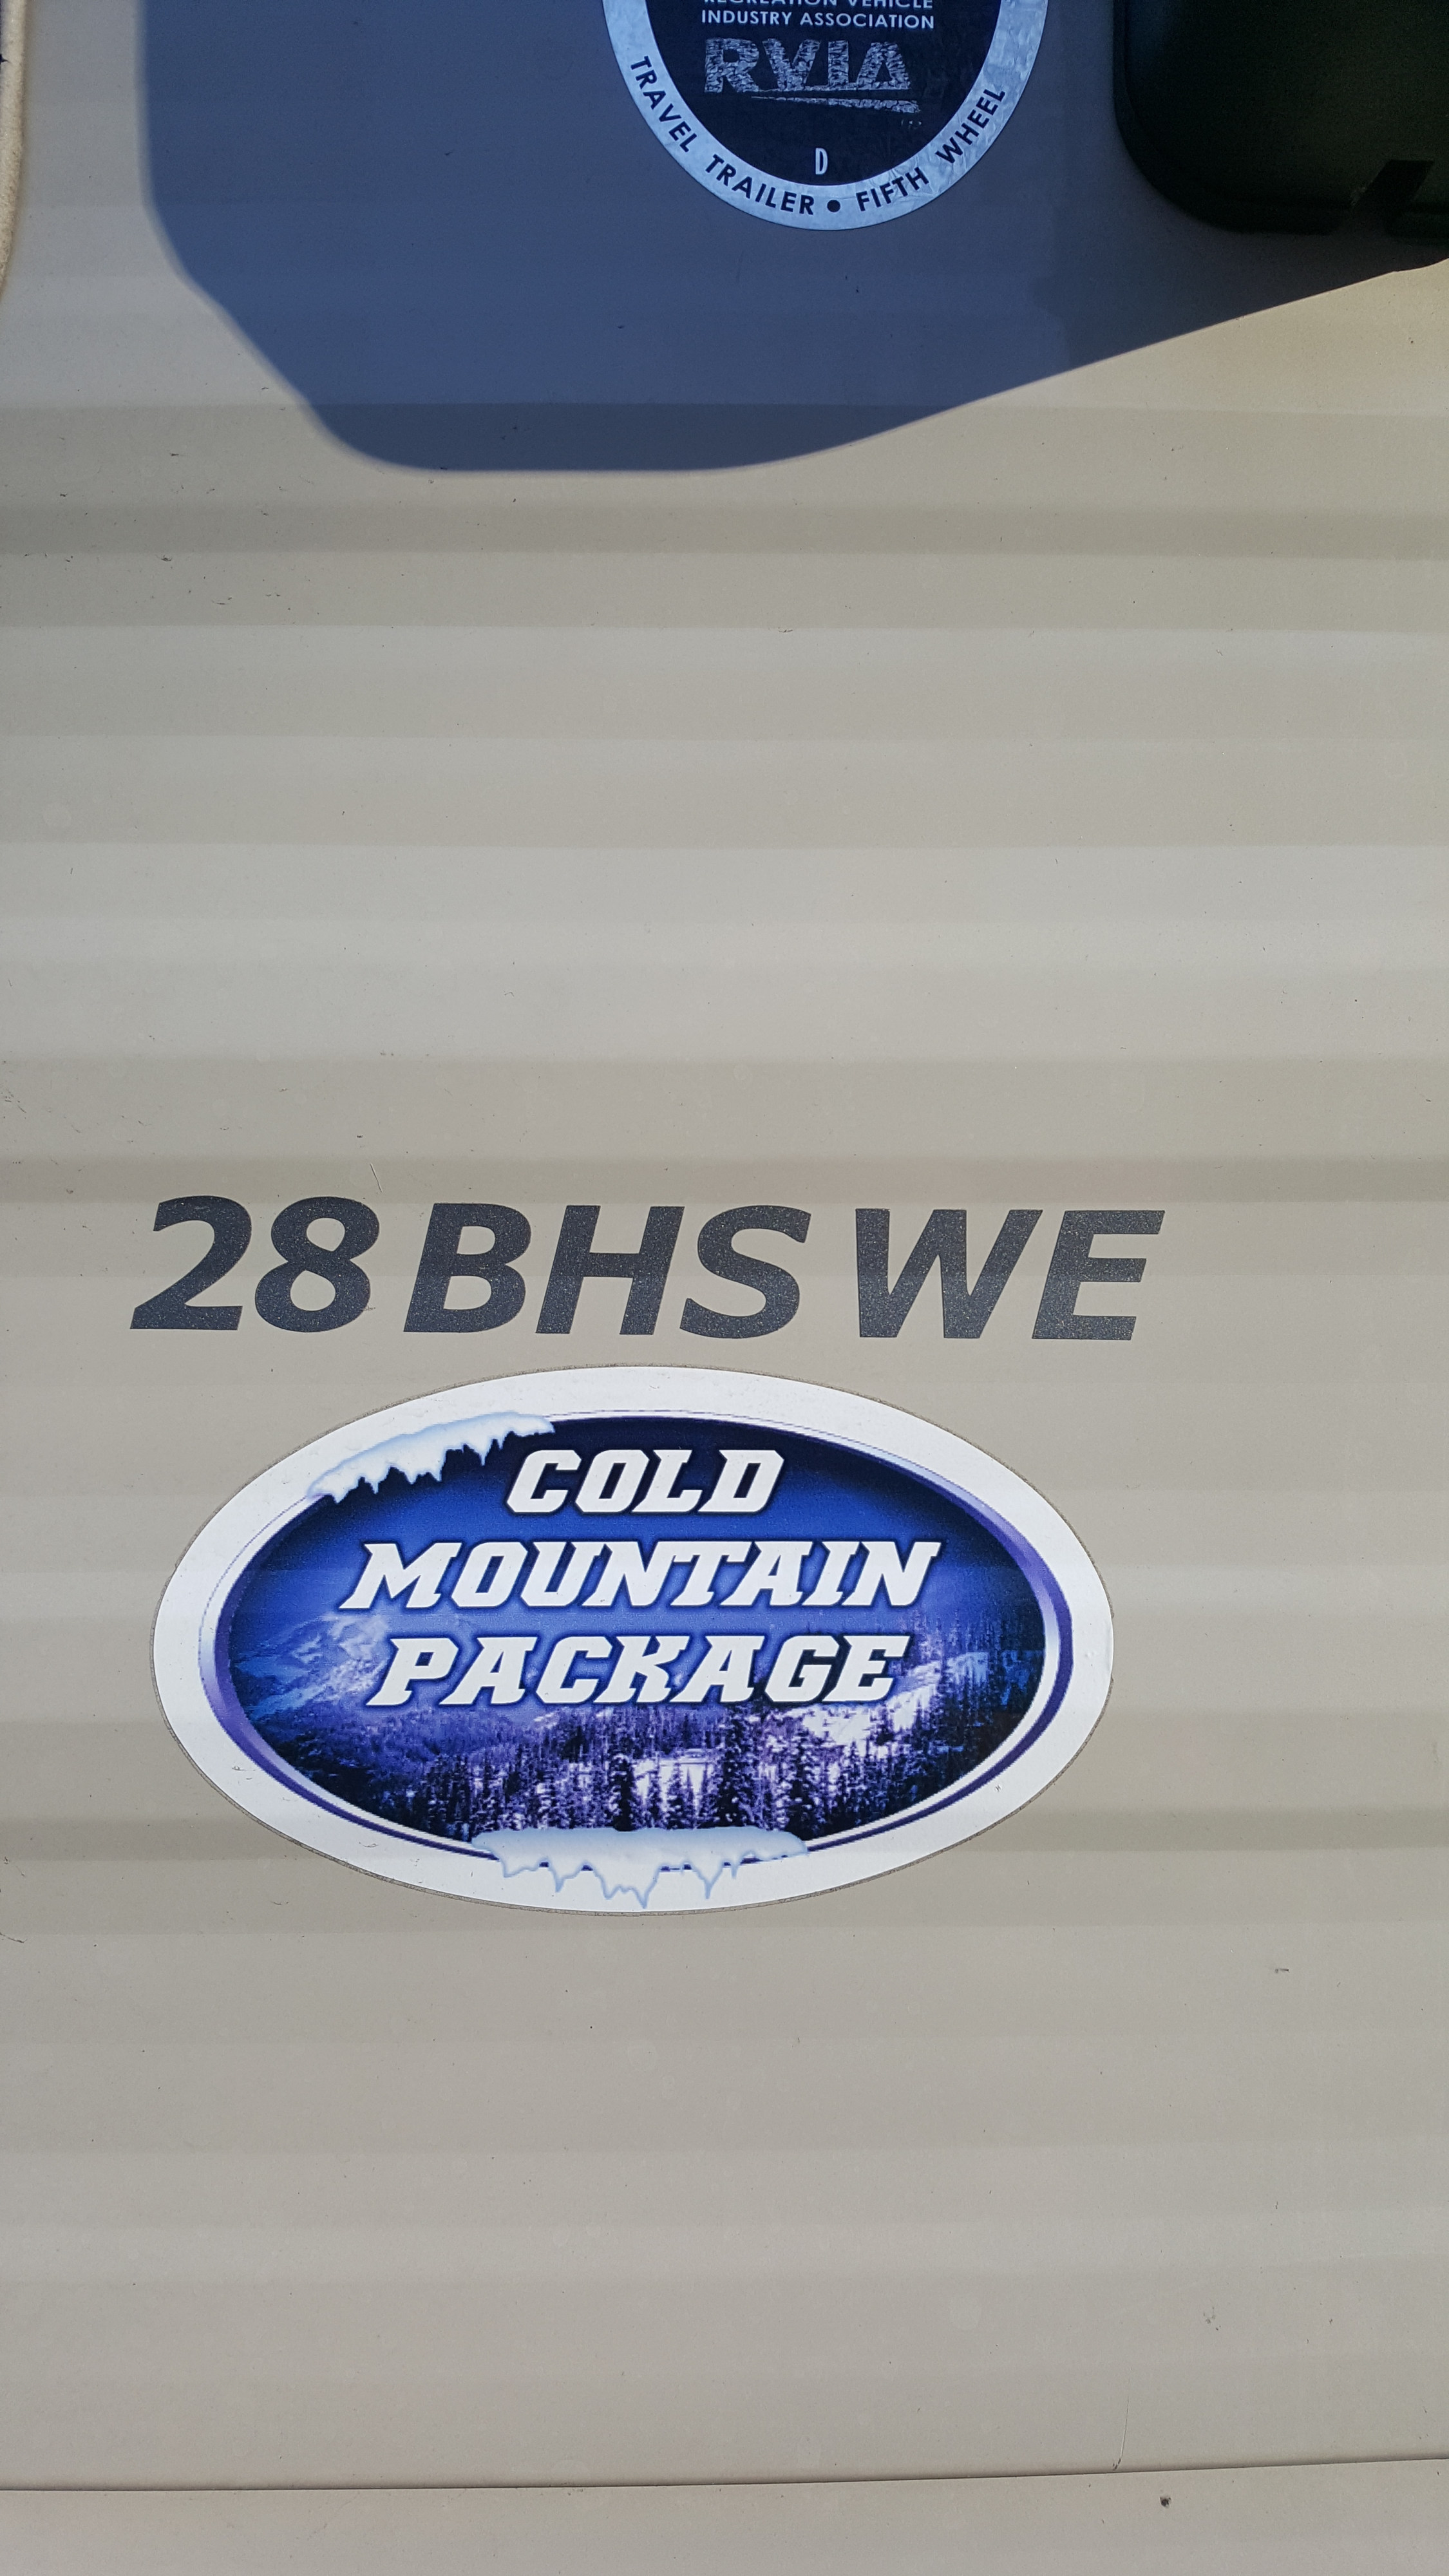 RECREATION VEHICLE
INDUSTRY ASSOCIATION
RVIA
D
TRAVEL TRAILER • FIFTH WHEEL
28 BHS WE
COLD
MOUNTAIN
PACKAGE